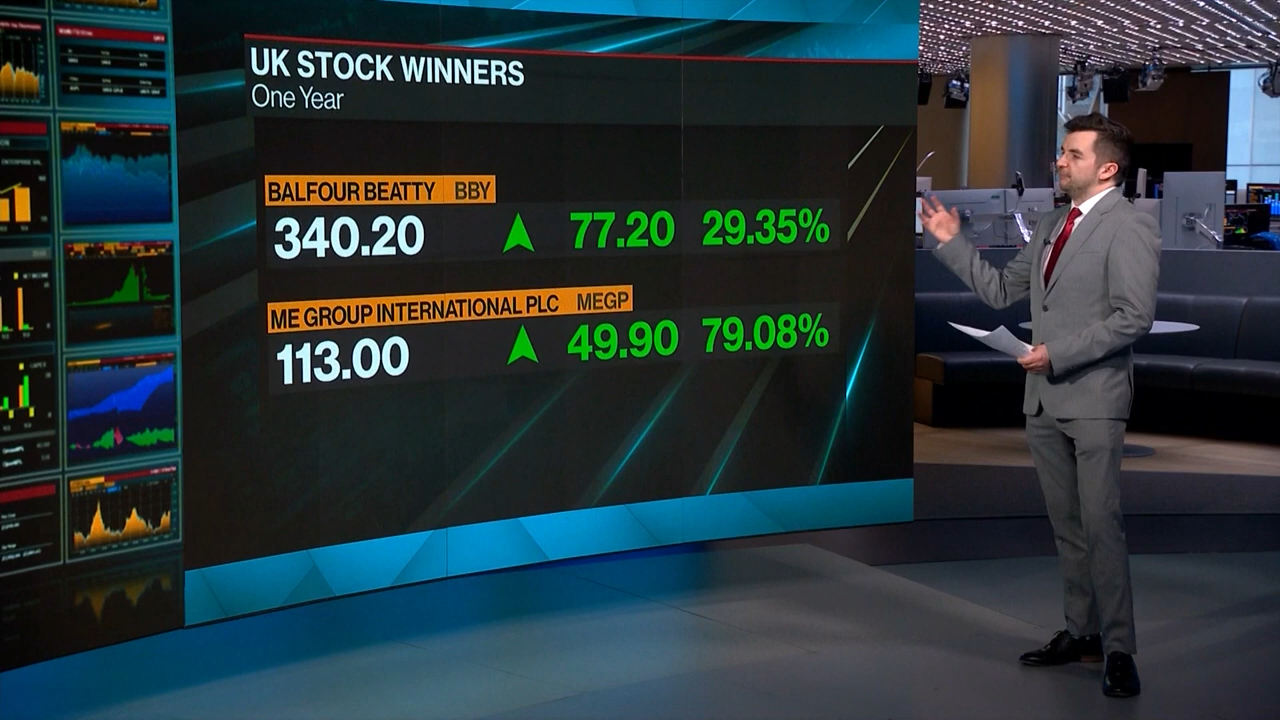 UK STOCK WINNERS
One Year
BALFOUR BEATTY BBY
340.20 77.20 29.35%
ME GROUP INTERNATIONAL PLC MEGP
113.00 49.90 79.08%